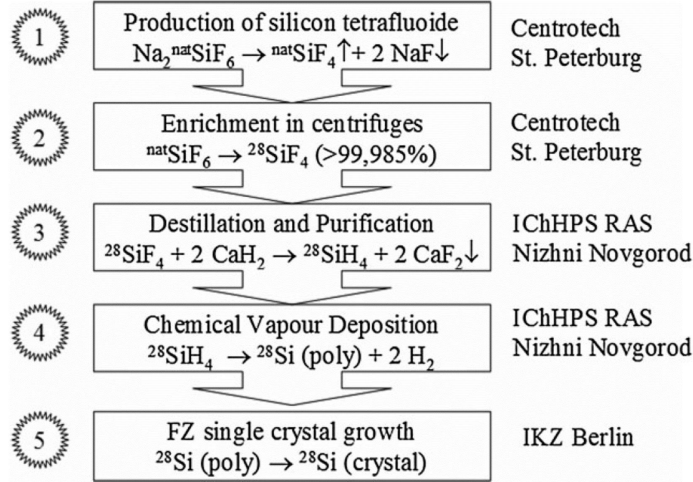 1
Production of silicon tetrafluoide
Na₂ⁿᵃᵗSiF₆ → ⁿᵃᵗSiF₄↑+ 2 NaF↓
Centrotech
St. Peterburg
2
Enrichment in centrifuges
ⁿᵃᵗSiF₆ → ²⁸SiF₄ (>99,985%)
Centrotech
St. Peterburg
3
Destillation and Purification
²⁸SiF₄ + 2 CaH₂ → ²⁸SiH₄ + 2 CaF₂↓
IChHPS RAS
Nizhni Novgorod
4
Chemical Vapour Deposition
²⁸SiH₄ → ²⁸Si (poly) + 2 H₂
IChHPS RAS
Nizhni Novgorod
5
FZ single crystal growth
²⁸Si (poly) → ²⁸Si (crystal)
IKZ Berlin